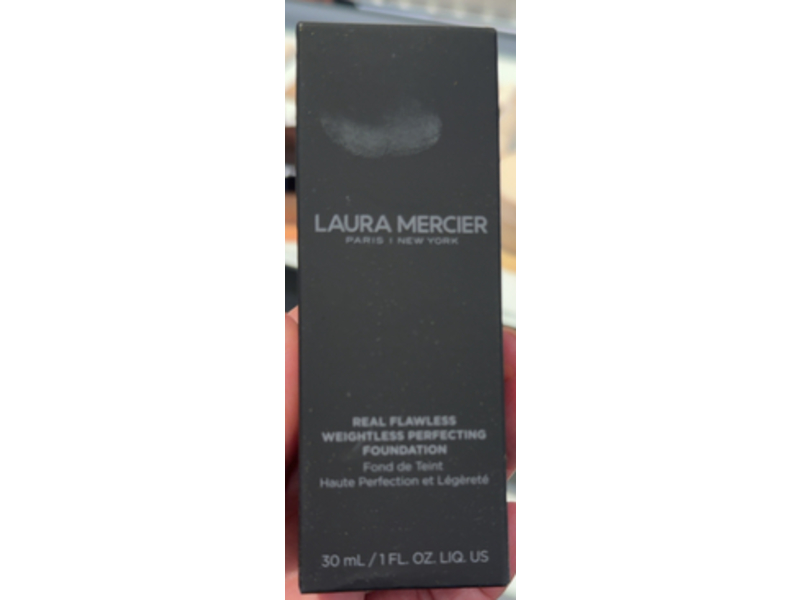 LAURA MERCIER
PARIS | NEW YORK
REAL FLAWLESS
WEIGHTLESS PERFECTING
FOUNDATION
Fond de Teint
Haute Perfection et Légèreté
30 mL / 1 FL. OZ. LIQ. US